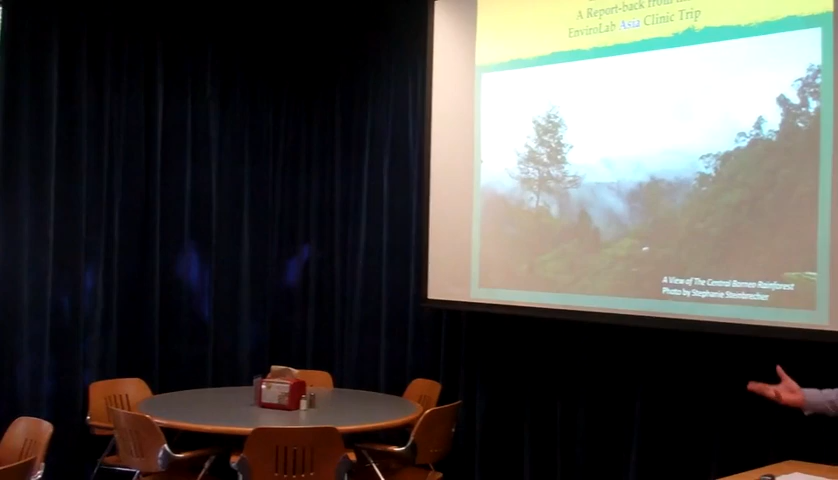 A Report-back from
EnviroLab Asia Clinic Trip
A View of The Central Borneo Rainforest
Photo by Stephanie Steinbrecher